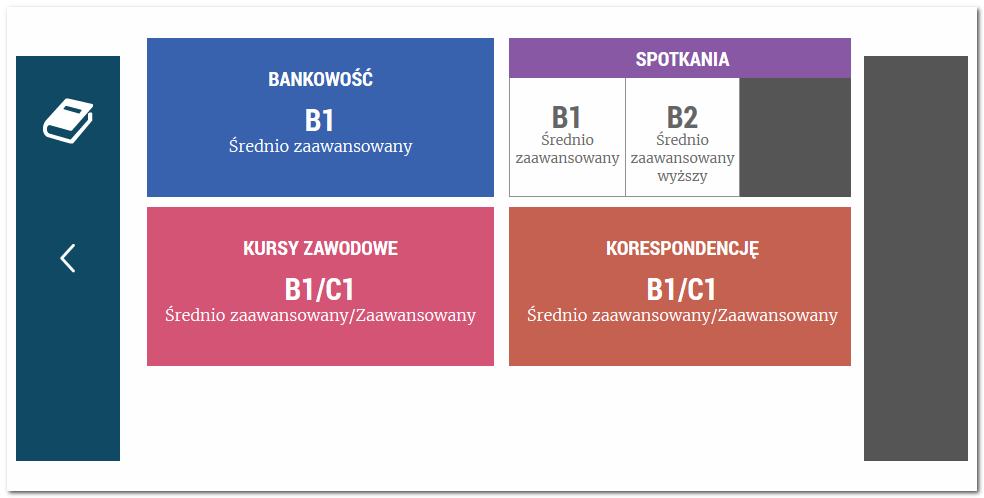 BANKOWOŚĆ
B1
Średnio zaawansowany
SPOTKANIA
B1
Średnio
zaawansowany
B2
Średnio
zaawansowany
wyższy
KURSY ZAWODOWE
B1/C1
Średnio zaawansowany/Zaawansowany
KORESPONDENCJĘ
B1/C1
Średnio zaawansowany/Zaawansowany